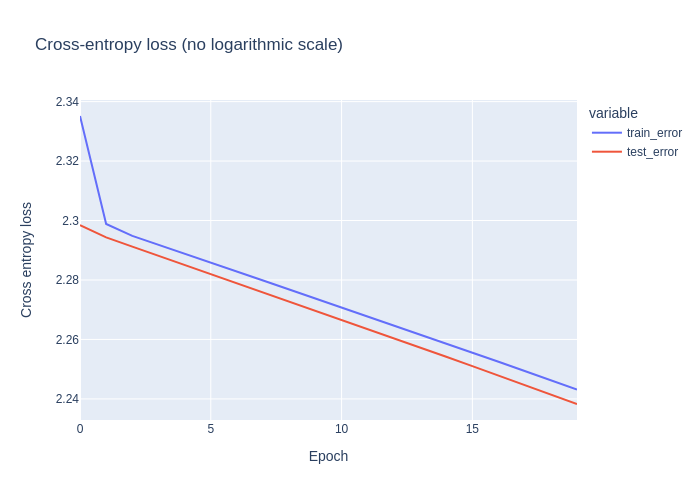 Cross-entropy loss (no logarithmic scale)
variable
train_error
test_error
2.34
2.32
2.3
2.28
2.26
2.24
Cross entropy loss
0
5
10
15
Epoch